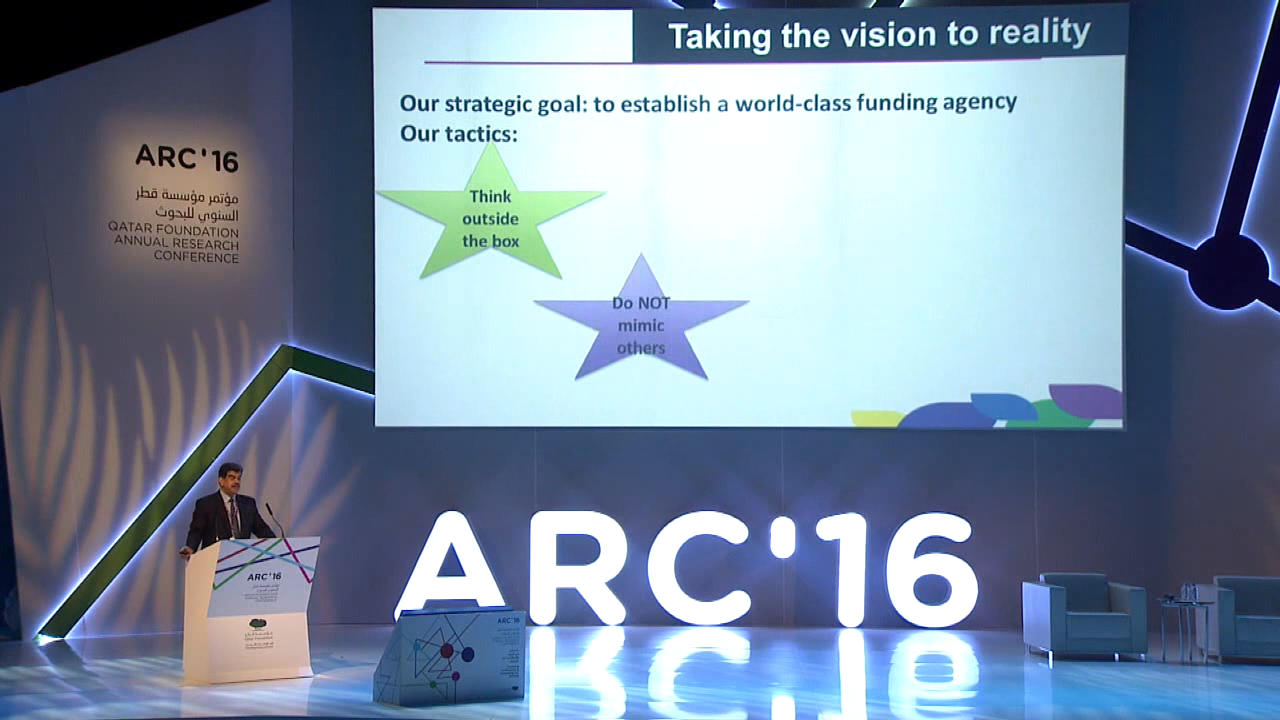 Taking the vision to reality
Our strategic goal: to establish a world-class funding agency
Our tactics:
Think
outside
the box
Do NOT
mimic
others
ARC'16
مؤتمر مؤسسة قطر
السنوي للبحوث
QATAR FOUNDATION
ANNUAL RESEARCH
CONFERENCE
ARC'16
ARC'16
ARC'16